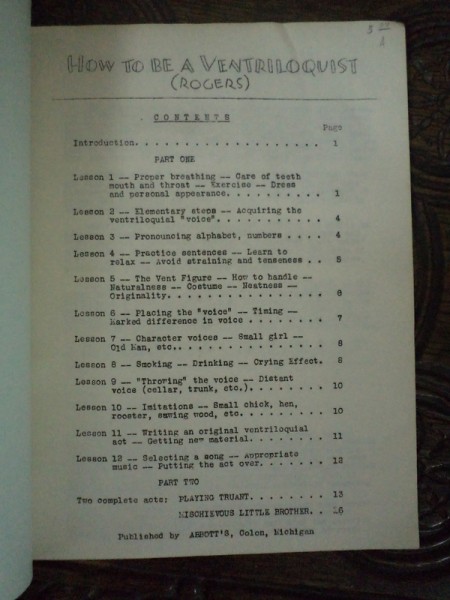 HOW TO BE A VENTRILOQUIST
(ROGERS)
CONTENTS
Page
Introduction. . . . . . . . . . . . . . . . . . . 1
PART ONE
Lesson 1 -- Proper breathing -- Care of teeth
mouth and throat -- Exercise -- Dress
and personal appearance. . . . . . . . . . 1
Lesson 2 -- Elementary steps -- Acquiring the
ventriloquial "voice". . . . . . . . . . . 4
Lesson 3 -- Pronouncing alphabet, numbers . . . . 4
Lesson 4 -- Practice sentences -- Learn to
relax -- Avoid straining and tenseness . . 5
Lesson 5 -- The Vent Figure -- How to handle --
Naturalness -- Costume -- Neatness --
Originality. . . . . . . . . . . . . . . . 6
Lesson 6 -- Placing the "voice" -- Timing --
Marked difference in voice . . . . . . . . 7
Lesson 7 -- Character voices -- Small girl --
Old Man, etc. . . . . . . . . . . . . . . 8
Lesson 8 -- Smoking -- Drinking -- Crying Effect. 8
Lesson 9 -- "Throwing" the voice -- Distant
voice (cellar, trunk, etc.). . . . . . . . 10
Lesson 10 -- Imitations -- Small chick, hen,
rooster, sawing wood, etc. . . . . . . . . 10
Lesson 11 -- Writing an original ventriloquial
act -- Getting new material. . . . . . . . 11
Lesson 12 -- Selecting a song -- Appropriate
music -- Putting the act over. . . . . . . 12
PART TWO
Two complete acts: PLAYING TRUANT. . . . . . . . 13
MISCHIEVOUS LITTLE BROTHER. . 26
Published by ABBOTT'S, Colon, Michigan